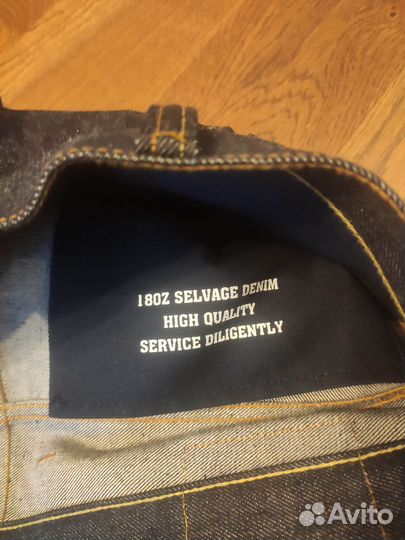 18OZ SELVAGE DENIM
HIGH QUALITY
SERVICE DILIGENTLY
Avito